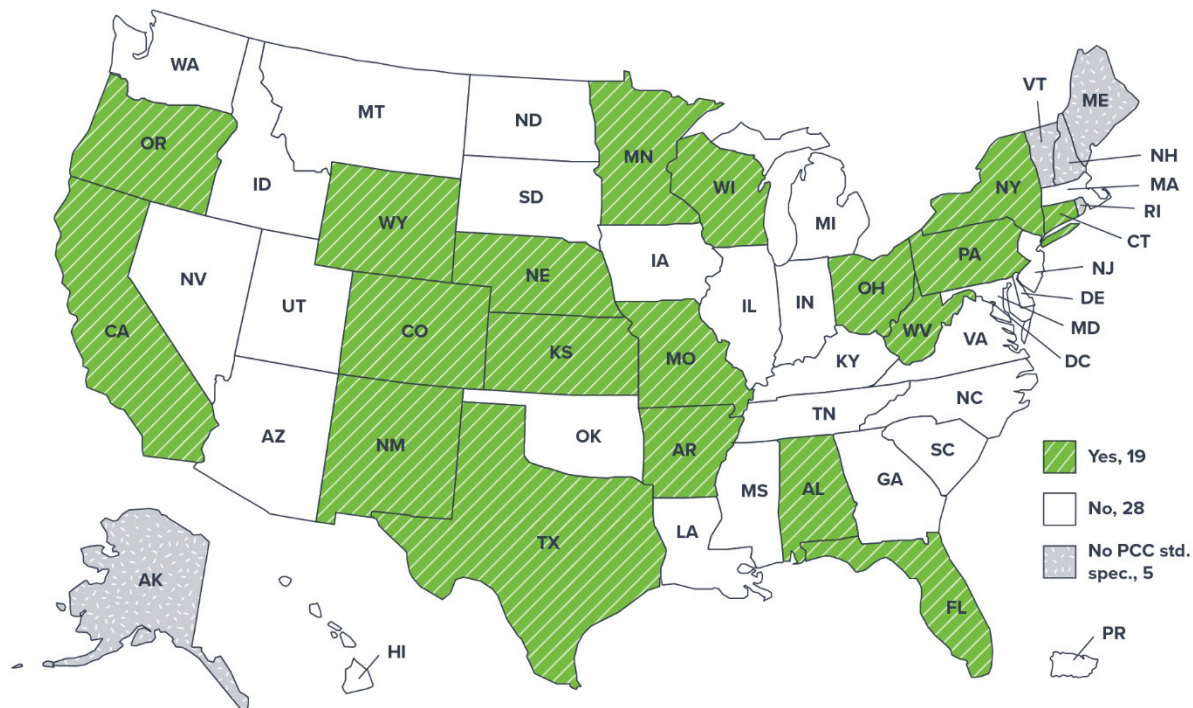 WA
MT
ND
MN
VT
ME
OR
ID
SD
WI
MI
NY
NH
MA
RI
CT
WY
IA
NE
PA
NJ
NV
UT
IL
IN
OH
DE
MD
DC
CA
CO
KS
MO
WV
VA
KY
AZ
NM
OK
AR
TN
NC
SC
MS
AL
GA
TX
LA
FL
AK
HI
PR
Yes, 19
No, 28
No PCC std.
spec., 5